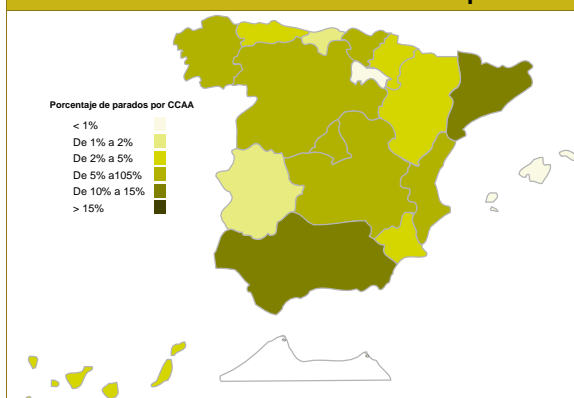 Porcentaje de parados por CCAA
< 1%
De 1% a 2%
De 2% a 5%
De 5% a105%
De 10% a 15%
> 15%